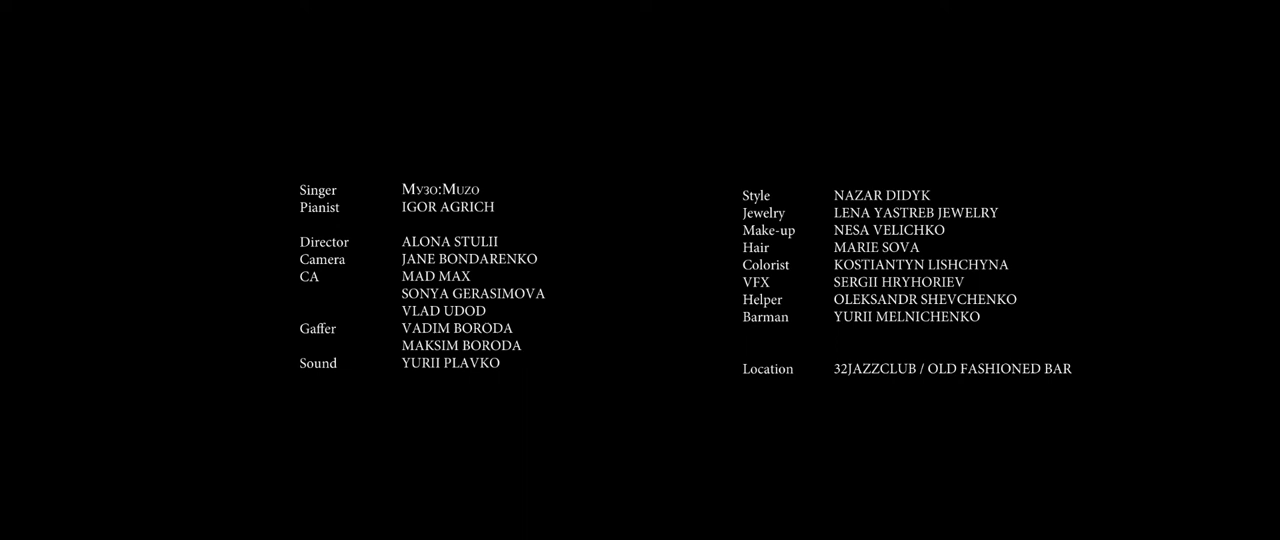 Singer Музо:Muzo
Pianist IGOR AGRICH
Director ALONA STULII
Camera JANE BONDARENKO
CA MAD MAX
SONYA GERASIMOVA
VLAD UDOD
Gaffer VADIM BORODA
MAKSIM BORODA
Sound YURII PLAVKO
Style NAZAR DIDYK
Jewelry LENA YASTREB JEWELRY
Make-up NESA VELICHKO
Hair MARIE SOVA
Colorist KOSTIANTYN LISHCHYNA
VFX SERGII HRYHORIEV
Helper OLEKSANDR SHEVCHENKO
Barman YURII MELNICHENKO
Location 32JAZZCLUB / OLD FASHIONED BAR